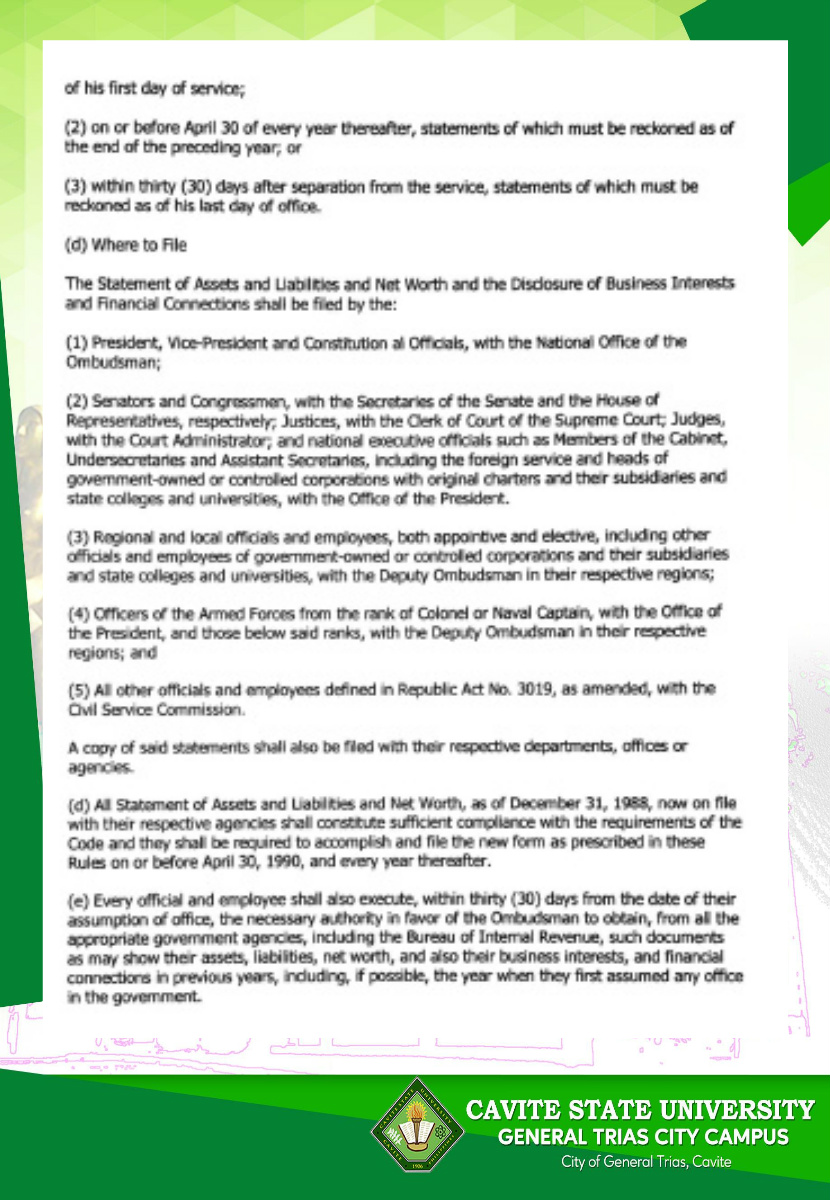 of his first day of service;
(2) on or before April 30 of every year thereafter, statements of which must be reckoned as of
the end of the preceding year; or
(3) within thirty (30) days after separation from the service, statements of which must be
reckoned as of his last day of office.
(d) Where to File
The Statement of Assets and Liabilities and Net Worth and the Disclosure of Business Interests
and Financial Connections shall be filed by the:
(1) President, Vice-President and Constitution al Officials, with the National Office of the
Ombudsman;
(2) Senators and Congressmen, with the Secretaries of the Senate and the House of
Representatives, respectively; Justices, with the Clerk of Court of the Supreme Court; Judges,
with the Court Administrator; and national executive officials such as Members of the Cabinet,
Undersecretaries and Assistant Secretaries, including the foreign service and heads of
government-owned or controlled corporations with original charters and their subsidiaries and
state colleges and universities, with the Office of the President.
(3) Regional and local officials and employees, both appointive and elective, including other
officials and employees of government-owned or controlled corporations and their subsidiaries
and state colleges and universities, with the Deputy Ombudsman in their respective regions;
(4) Officers of the Armed Forces from the rank of Colonel or Naval Captain, with the Office of
the President, and those below said ranks, with the Deputy Ombudsman in their respective
regions; and
(5) All other officials and employees defined in Republic Act No. 3019, as amended, with the
Civil Service Commission.
A copy of said statements shall also be filed with their respective departments, offices or
agencies.
(d) All Statement of Assets and Liabilities and Net Worth, as of December 31, 1988, now on file
with their respective agencies shall constitute sufficient compliance with the requirements of the
Code and they shall be required to accomplish and file the new form as prescribed in these
Rules on or before April 30, 1990, and every year thereafter.
(e) Every official and employee shall also execute, within thirty (30) days from the date of their
assumption of office, the necessary authority in favor of the Ombudsman to obtain, from all the
appropriate government agencies, including the Bureau of Internal Revenue, such documents
as may show their assets, liabilities, net worth, and also their business interests, and financial
connections in previous years, including, if possible, the year when they first assumed any office
in the government.
CAVITE STATE UNIVERSITY
GENERAL TRIAS CITY CAMPUS
City of General Trias, Cavite
1906